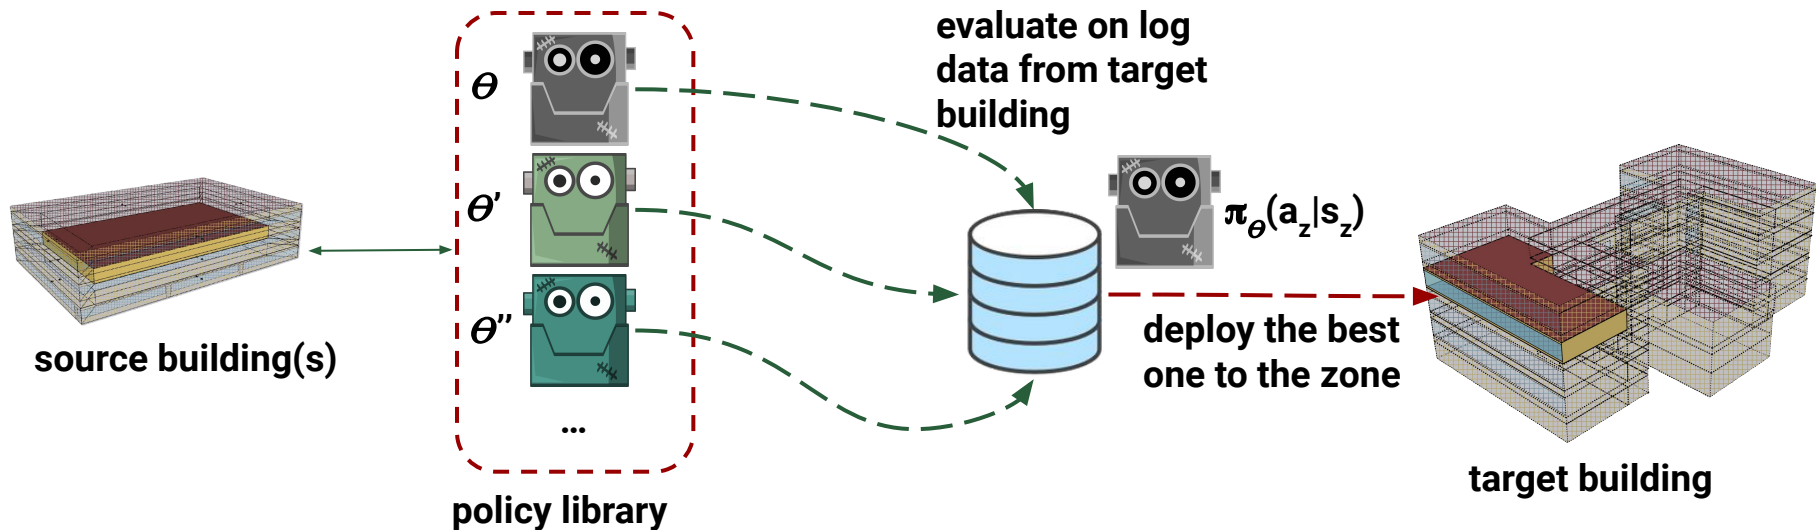 evaluate on log
data from target
building
θ
θ'
θ''
...
source building(s)
policy library
π_θ(a_z|s_z)
deploy the best
one to the zone
target building